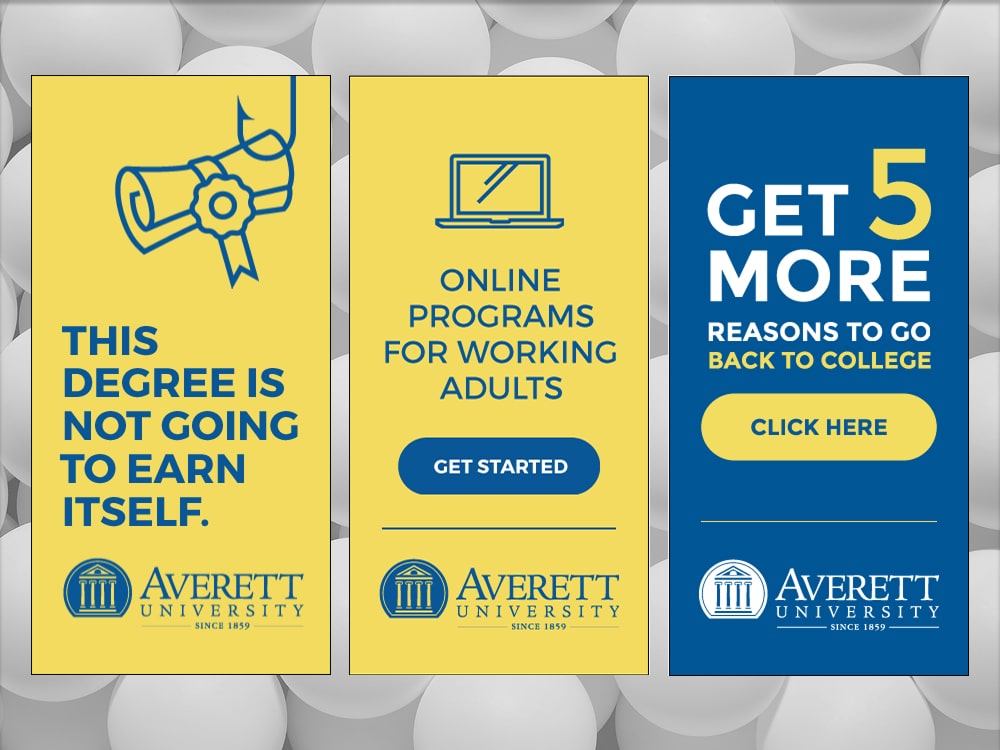 THIS
DEGREE IS
NOT GOING
TO EARN
ITSELF.
AVERETT
UNIVERSITY
SINCE 1859
ONLINE
PROGRAMS
FOR WORKING
ADULTS
GET STARTED
AVERETT
UNIVERSITY
SINCE 1859
GET 5
MORE
REASONS TO GO
BACK TO COLLEGE
CLICK HERE
AVERETT
UNIVERSITY
SINCE 1859